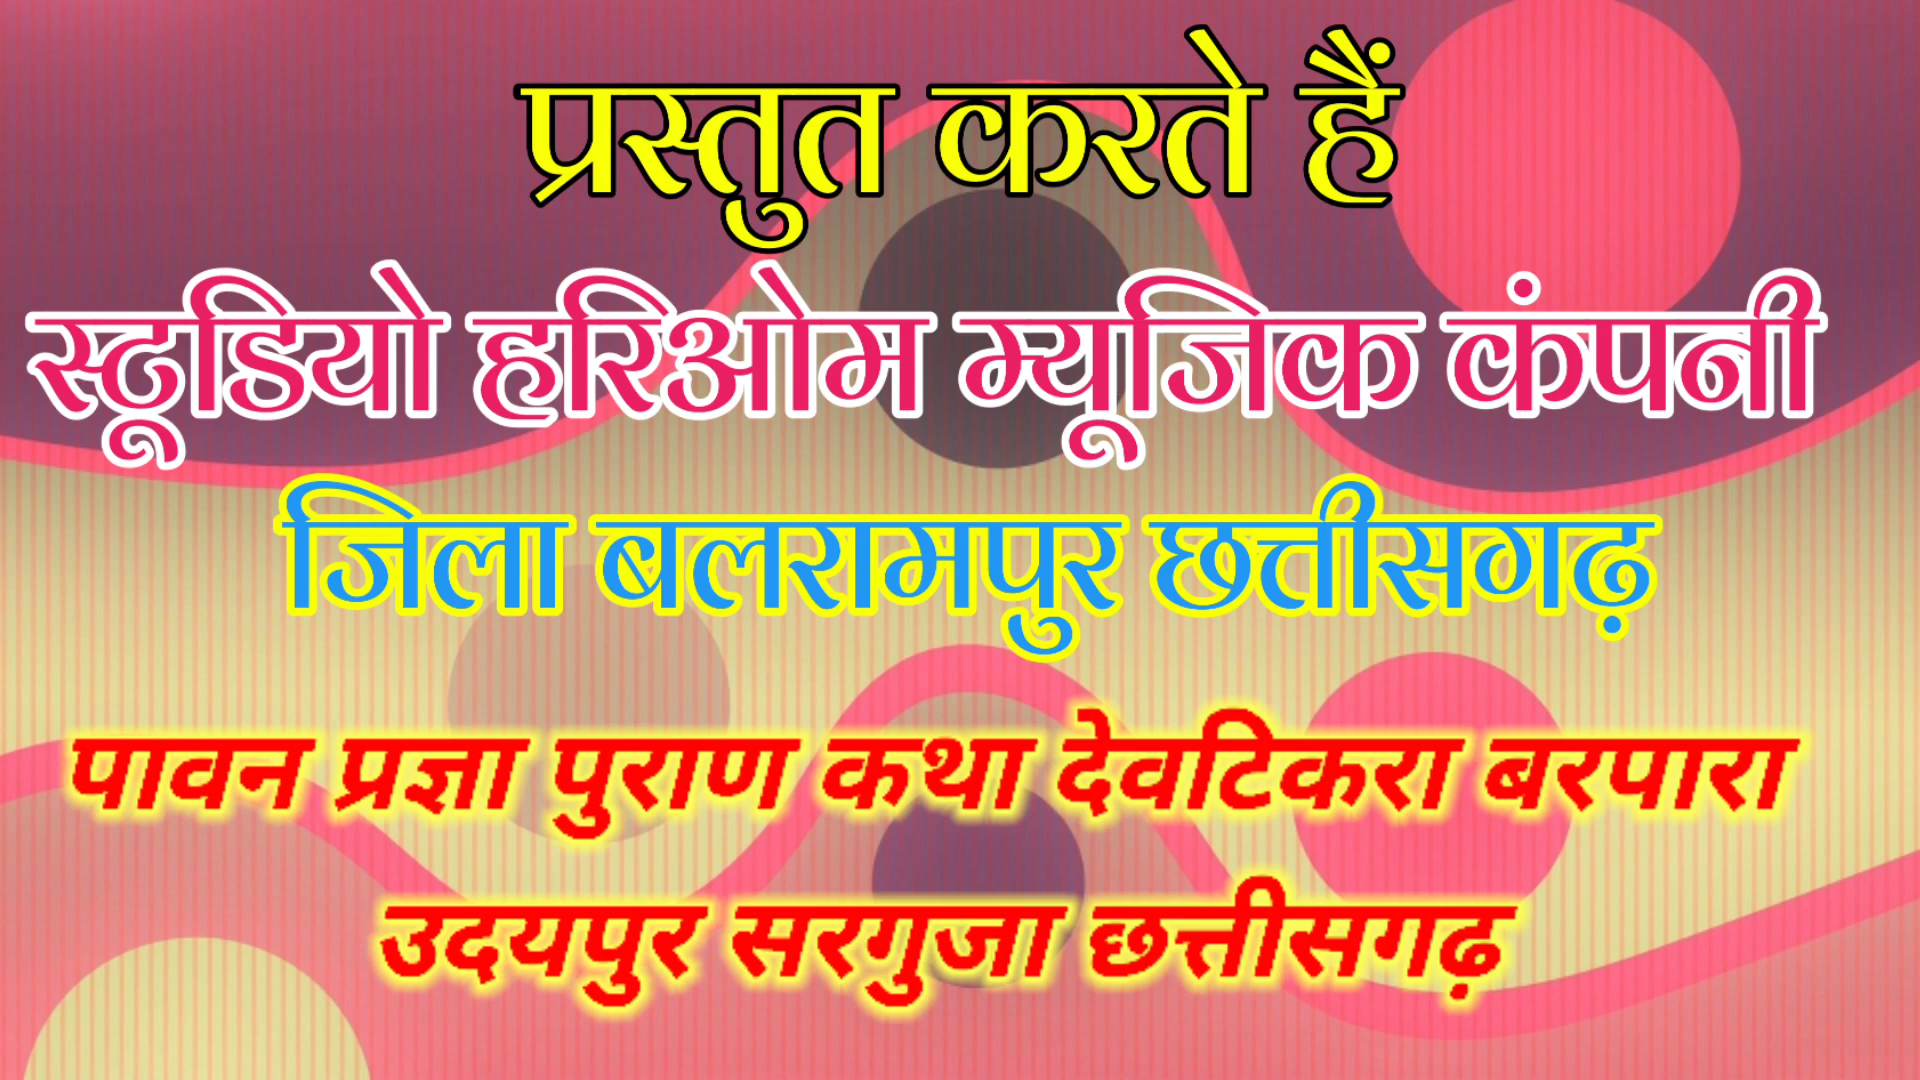 प्रस्तुत करते हैं
स्टूडियो हरिओम म्यूजिक कंपनी
जिला बलरामपुर छत्तीसगढ़
पावन प्रज्ञा पुराण कथा देवटिकरा बरपारा
उदयपुर सरगुजा छत्तीसगढ़